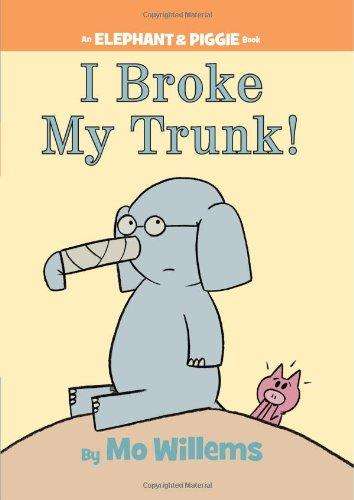 An ELEPHANT & PIGGIE Book
I Broke
My Trunk!
By Mo Willems